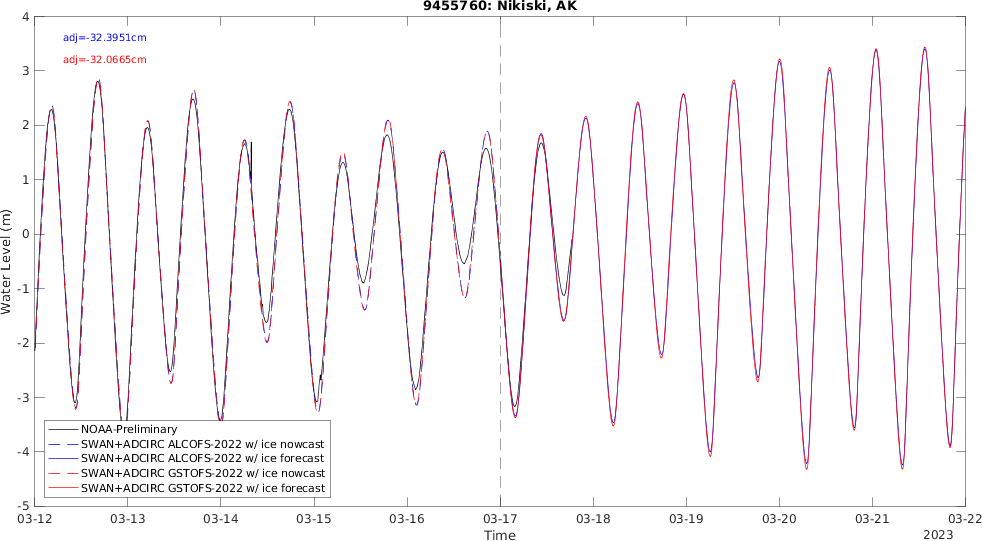 9455760: Nikiski, AK
adj=-32.3951cm
adj=-32.0665cm
4
3
2
1
0
-1
-2
-3
-4
-5
Water Level (m)
NOAA-Preliminary
SWAN+ADCIRC ALCOFS-2022 w/ ice nowcast
SWAN+ADCIRC ALCOFS-2022 w/ ice forecast
SWAN+ADCIRC GSTOFS-2022 w/ ice nowcast
SWAN+ADCIRC GSTOFS-2022 w/ ice forecast
03-12 03-13 03-14 03-15 03-16 03-17 03-18 03-19 03-20 03-21 03-22
Time
2023